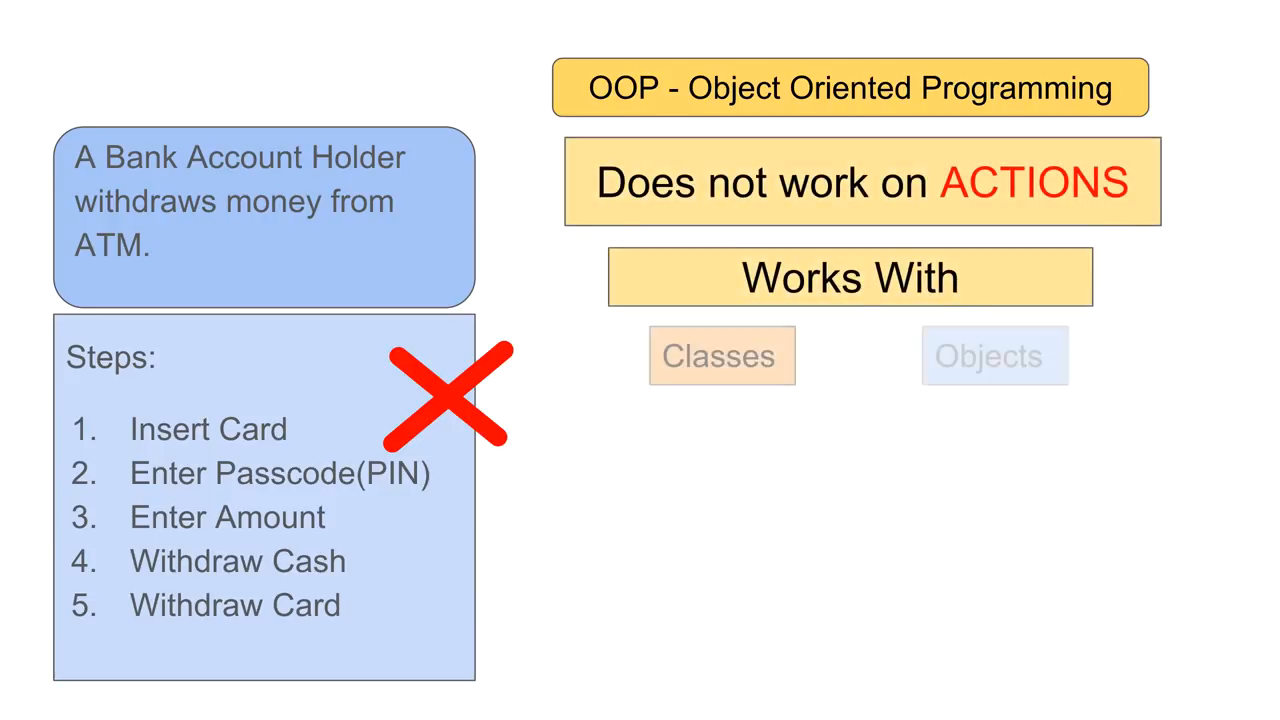 OOP - Object Oriented Programming
Does not work on ACTIONS
Works With
Classes
Objects
A Bank Account Holder
withdraws money from
ATM.
Steps:
1. Insert Card
2. Enter Passcode(PIN)
3. Enter Amount
4. Withdraw Cash
5. Withdraw Card